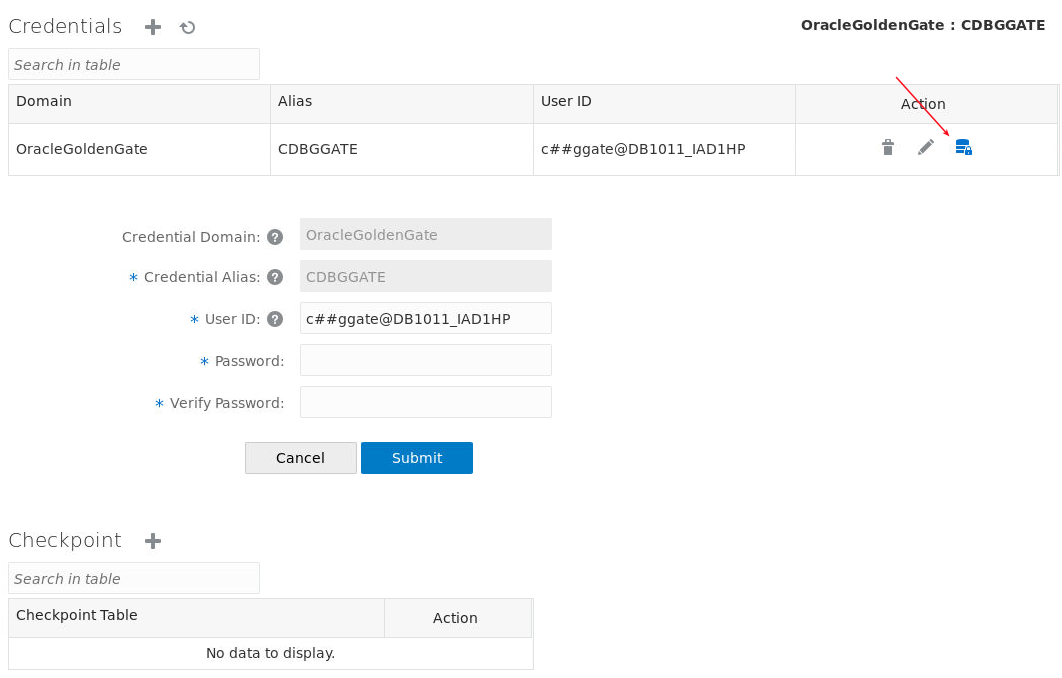 Credentials
OracleGoldenGate : CDBGGATE
Search in table
Domain Alias User ID Action
OracleGoldenGate CDBGGATE c##ggate@DB1011_IAD1HP
Credential Domain: ? OracleGoldenGate
* Credential Alias: ? CDBGGATE
* User ID: ? c##ggate@DB1011_IAD1HP
* Password:
* Verify Password:
Cancel Submit
Checkpoint
Search in table
Checkpoint Table Action
No data to display.